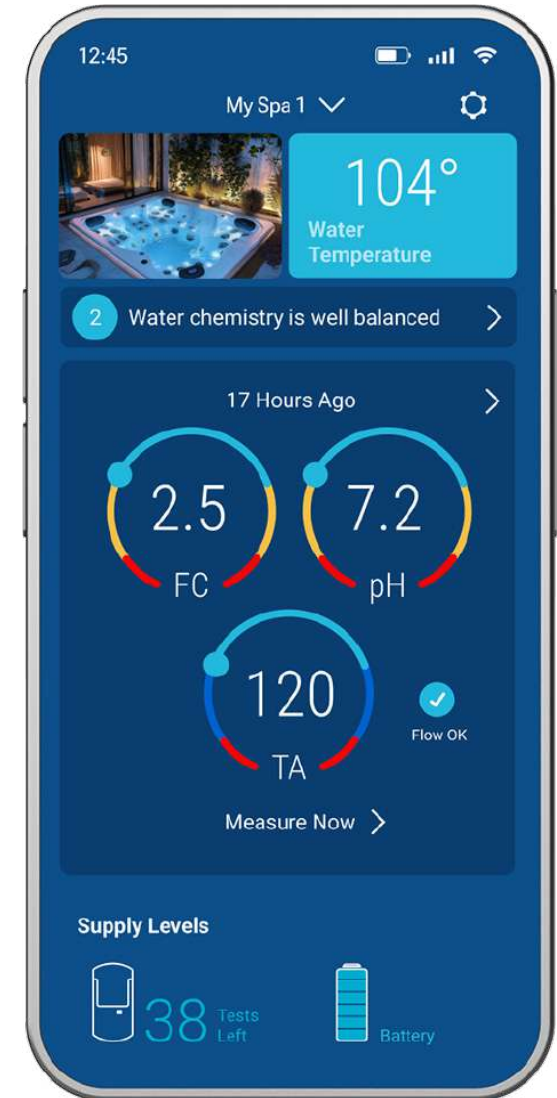 12:45
My Spa 1
104°
Water
Temperature
2 Water chemistry is well balanced
17 Hours Ago
2.5
FC
7.2
pH
120
TA
Flow OK
Measure Now
Supply Levels
38 Tests
Left
Battery